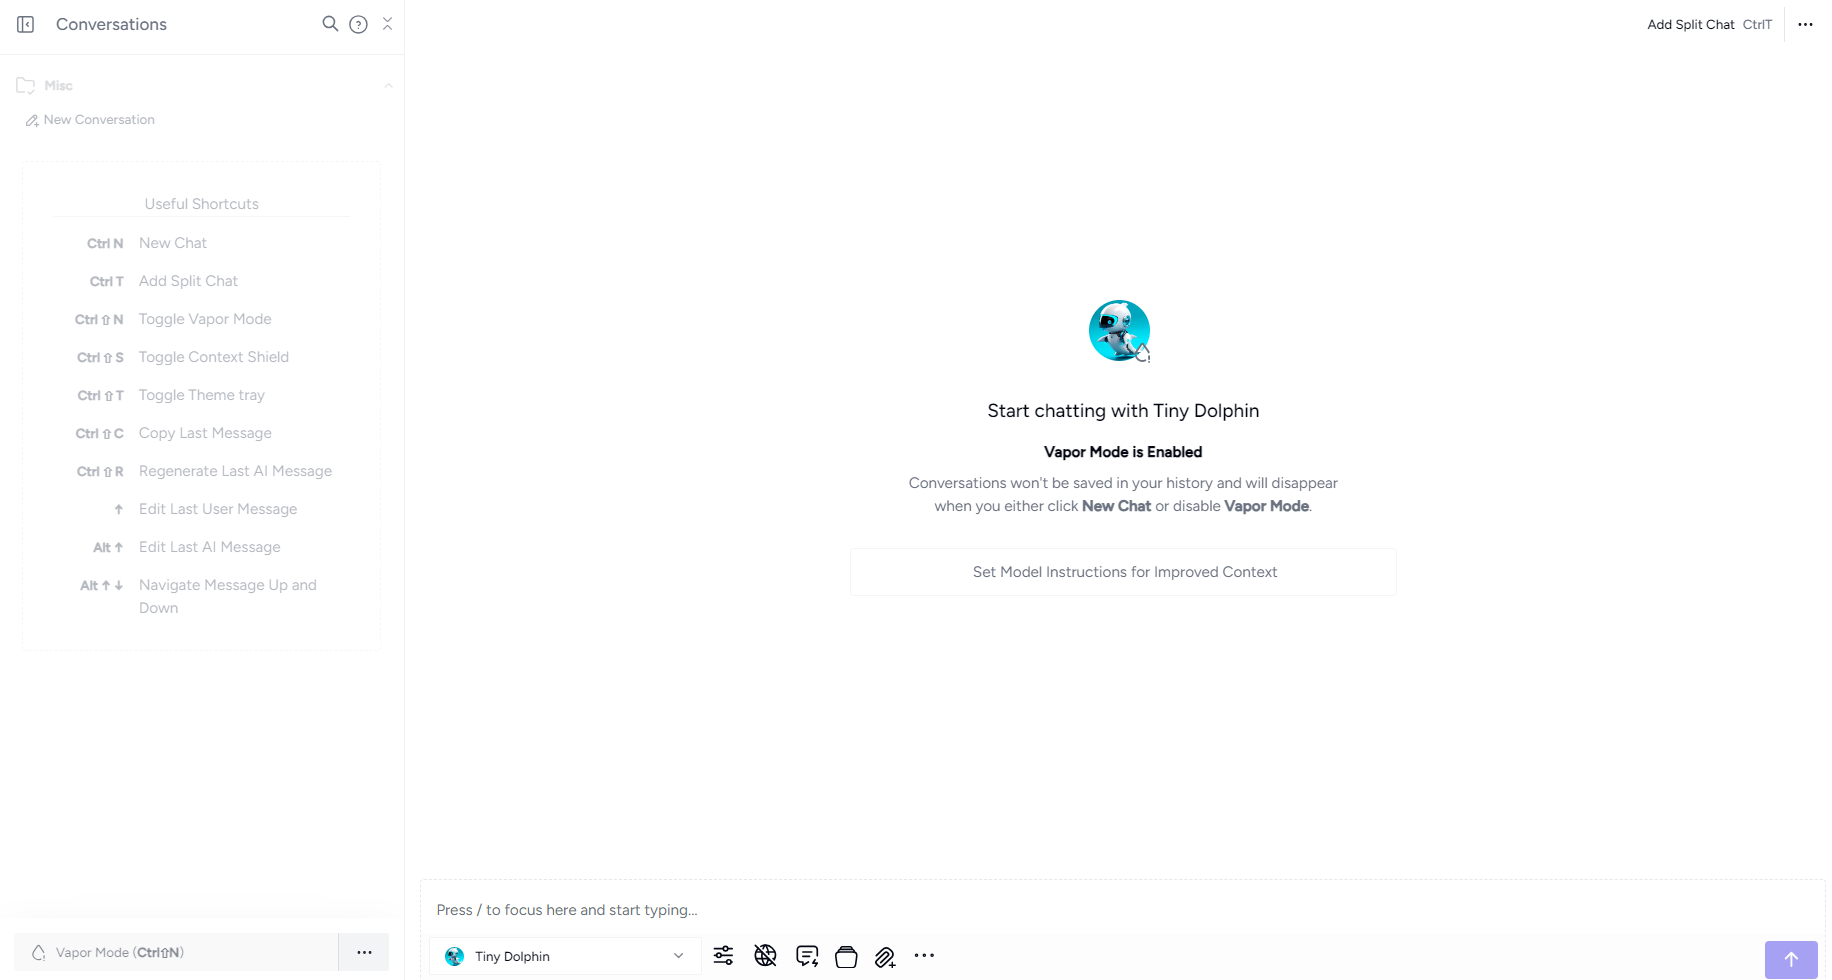 Conversations
Add Split Chat CtrlT
Misc
New Conversation
Useful Shortcuts
Ctrl N New Chat
Ctrl T Add Split Chat
Ctrl ⇧ N Toggle Vapor Mode
Ctrl ⇧ S Toggle Context Shield
Ctrl ⇧ T Toggle Theme tray
Ctrl ⇧ C Copy Last Message
Ctrl ⇧ R Regenerate Last AI Message
↑ Edit Last User Message
Alt ↑ Edit Last AI Message
Alt ↑ ↓ Navigate Message Up and
Down
Vapor Mode (Ctrl⇧N)
Start chatting with Tiny Dolphin
Vapor Mode is Enabled
Conversations won't be saved in your history and will disappear
when you either click New Chat or disable Vapor Mode.
Set Model Instructions for Improved Context
Press / to focus here and start typing...
Tiny Dolphin